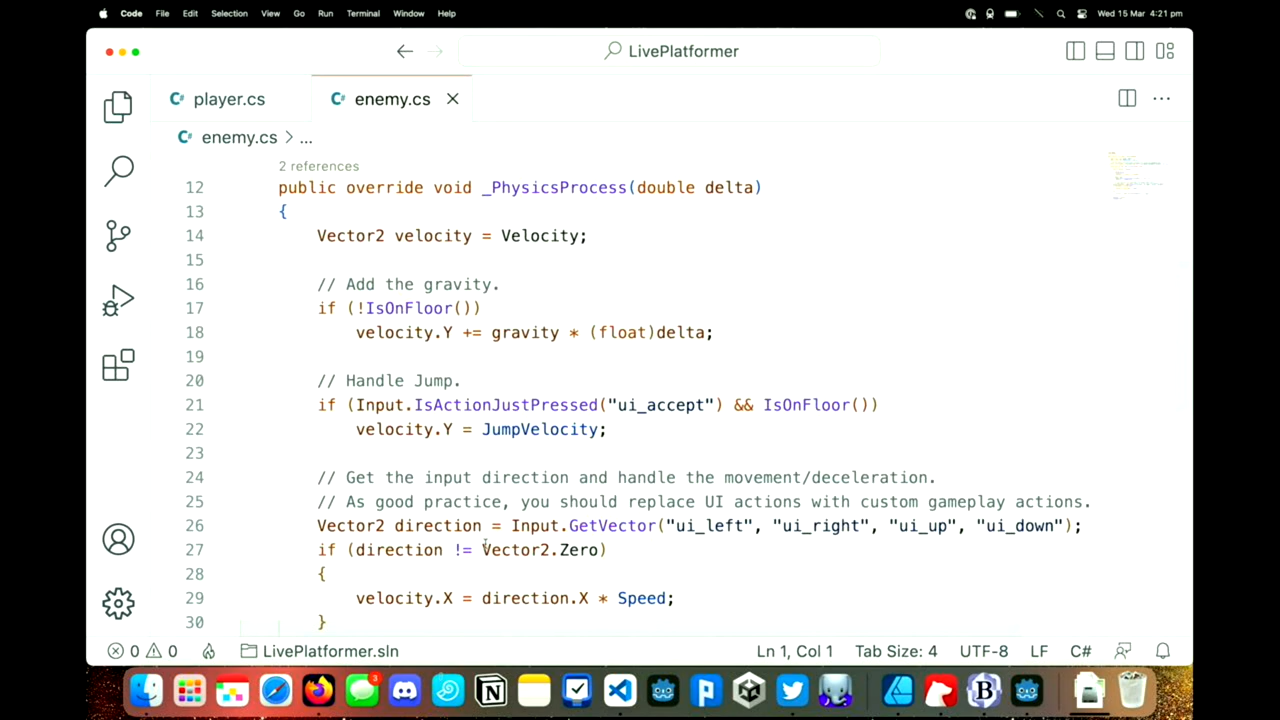 Code File Edit Selection View Go Run Terminal Window Help Wed 15 Mar 4:21 pm
LivePlatformer
player.cs enemy.cs
enemy.cs > ...
2 references
12 public override void _PhysicsProcess(double delta)
13 {
14 Vector2 velocity = Velocity;
15
16 // Add the gravity.
17 if (!IsOnFloor())
18 velocity.Y += gravity * (float)delta;
19
20 // Handle Jump.
21 if (Input.IsActionJustPressed("ui_accept") && IsOnFloor())
22 velocity.Y = JumpVelocity;
23
24 // Get the input direction and handle the movement/deceleration.
25 // As good practice, you should replace UI actions with custom gameplay actions.
26 Vector2 direction = Input.GetVector("ui_left", "ui_right", "ui_up", "ui_down");
27 if (direction != Vector2.Zero)
28 {
29 velocity.X = direction.X * Speed;
30 }
0 0 LivePlatformer.sln Ln 1, Col 1 Tab Size: 4 UTF-8 LF C#
3